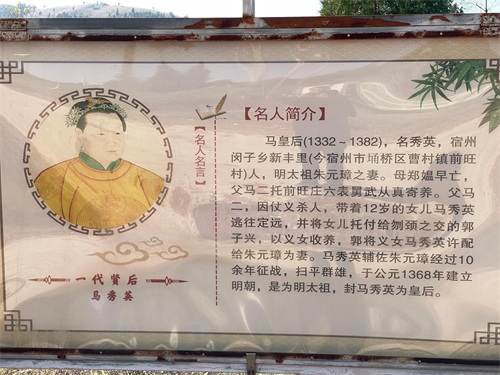 【名人简介】
马皇后(1332～1382)，名秀英，宿州
闵子乡新丰里(今宿州市埇桥区曹村镇前旺
村)人，明太祖朱元璋之妻。母郑媪早亡，
父马二托前旺庄六表舅武从真寄养。父马
二，因仗义杀人，带着12岁的女儿马秀英
逃往定远，并将女儿托付给刎颈之交的郭
子兴，以义女收养，郭将义女马秀英许配
给朱元璋为妻。马秀英辅佐朱元璋经过10
余年征战，扫平群雄，于公元1368年建立
明朝，是为明太祖，封马秀英为皇后。
【名人名言】
一代贤后
马秀英